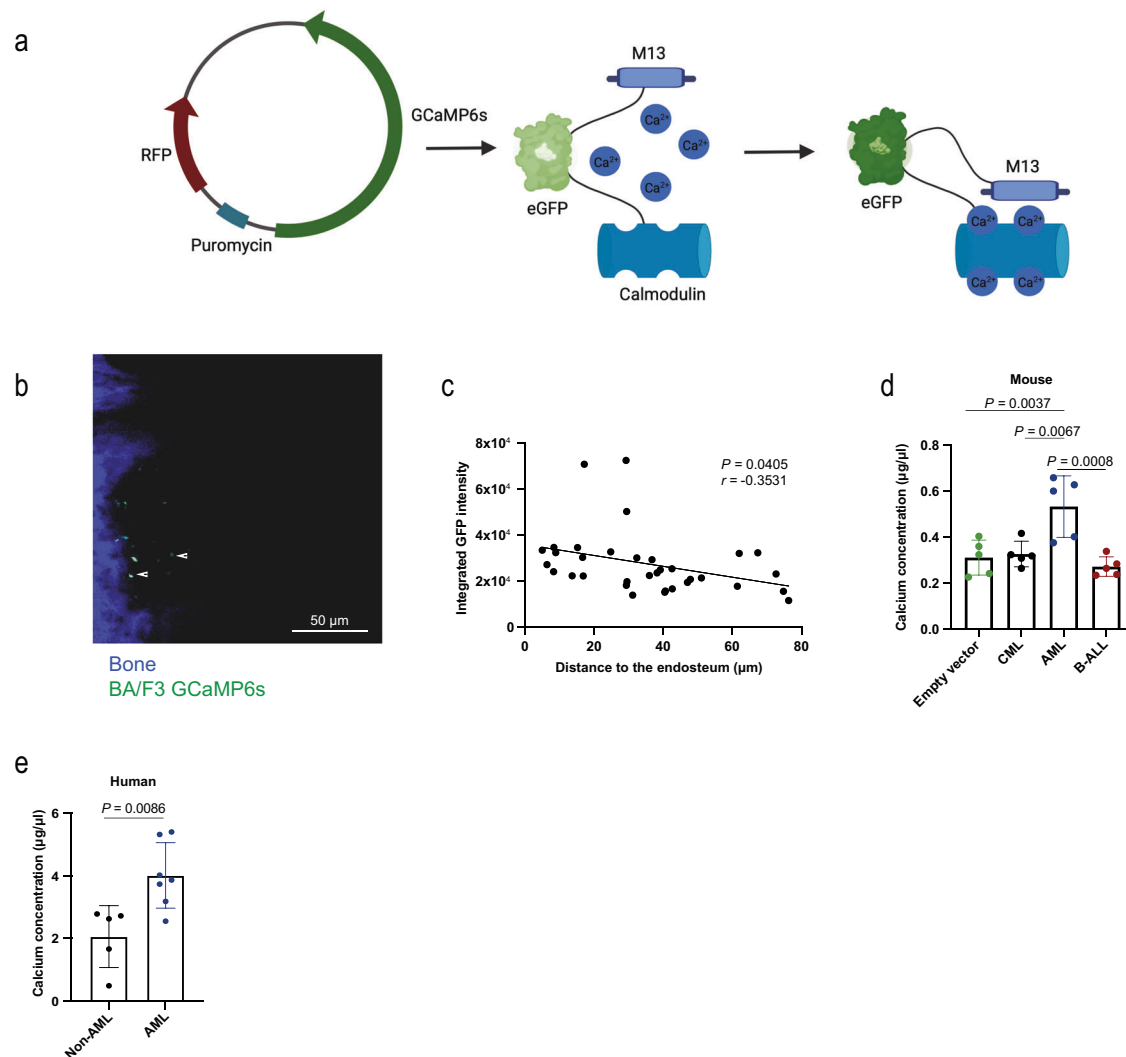 a
RFP
Puromycin
GCaMP6s
M13
Ca²⁺
Ca²⁺
Ca²⁺
Ca²⁺
eGFP
Calmodulin
M13
eGFP
Ca²⁺
Ca²⁺
Ca²⁺
Ca²⁺
b
50 µm
Bone
BA/F3 GCaMP6s
c
Integrated GFP intensity
8x10⁴
6x10⁴
4x10⁴
2x10⁴
0
P = 0.0405
r = -0.3531
0 20 40 60 80
Distance to the endosteum (µm)
d
Mouse
P = 0.0037
P = 0.0067
P = 0.0008
Calcium concentration (µg/µl)
0.8
0.6
0.4
0.2
0.0
Empty vector
CML
AML
B-ALL
e
Human
P = 0.0086
Calcium concentration (µg/µl)
6
4
2
0
Non-AML
AML